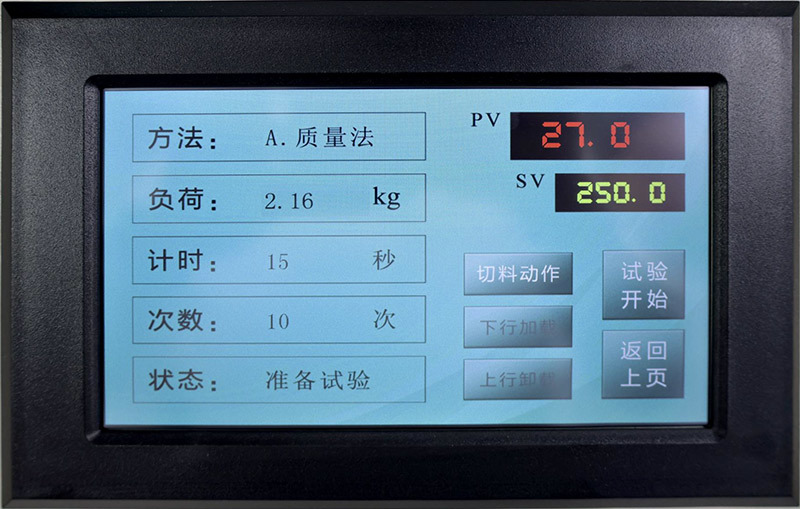 方法： A.质量法
负荷： 2.16 kg
计时： 15 秒
次数： 10 次
状态： 准备试验
PV 27.0
SV 250.0
切料动作
下行加载
上行卸载
试验
开始
返回
上页